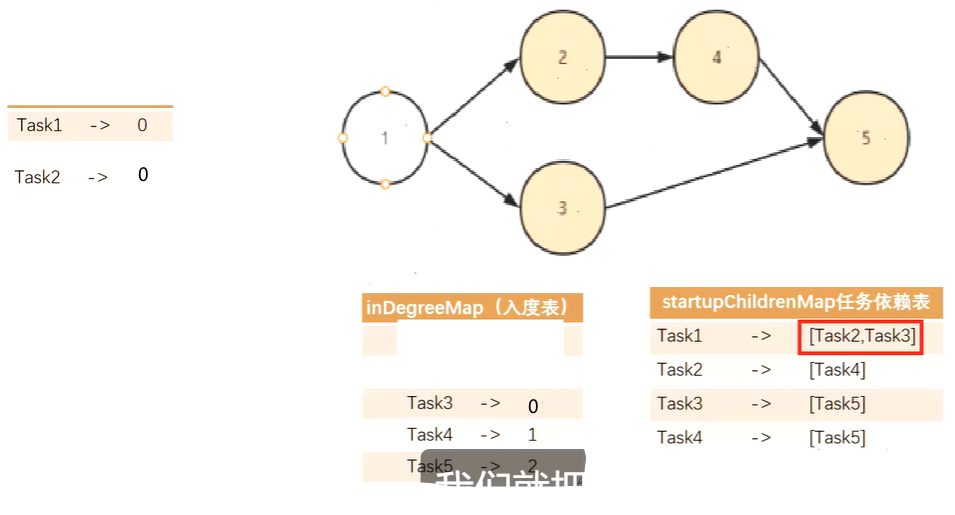 2
4
1
5
3
Task1 -> 0
Task2 -> 0
inDegreeMap（入度表）
Task3 -> 0
Task4 -> 1
Task5 -> 2
我们就把
startupChildrenMap任务依赖表
Task1 -> [Task2,Task3]
Task2 -> [Task4]
Task3 -> [Task5]
Task4 -> [Task5]